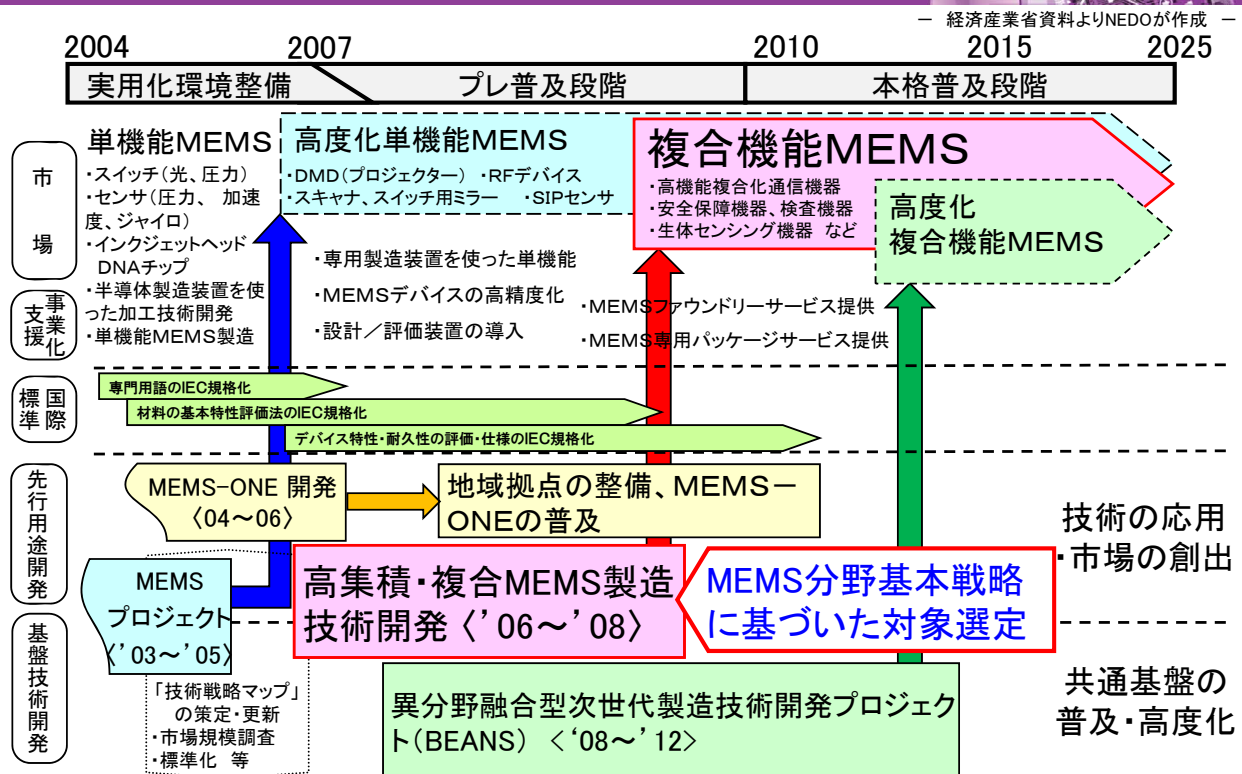 － 経済産業省資料よりNEDOが作成 －
2004 2007 2010 2015 2025
実用化環境整備 プレ普及段階 本格普及段階
市場
単機能MEMS
・スイッチ（光、圧力）
・センサ（圧力、 加速
度、ジャイロ）
・インクジェットヘッド
DNAチップ
・半導体製造装置を使
った加工技術開発
・単機能MEMS製造
高度化単機能MEMS
・DMD（プロジェクター） ・RFデバイス
・スキャナ、スイッチ用ミラー ・SIPセンサ
複合機能MEMS
・高機能複合化通信機器
・安全保障機器、検査機器
・生体センシング機器 など
高度化
複合機能MEMS
事業化
支援
・専用製造装置を使った単機能
・MEMSデバイスの高精度化
・設計／評価装置の導入
・MEMSファウンドリーサービス提供
・MEMS専用パッケージサービス提供
国際
標準
専門用語のIEC規格化
材料の基本特性評価法のIEC規格化
デバイス特性・耐久性の評価・仕様のIEC規格化
先行用途開発
MEMS-ONE 開発
〈04～06〉
地域拠点の整備、MEMS－
ONEの普及
技術の応用
・市場の創出
MEMS
プロジェクト
〈’03～’05〉
高集積・複合MEMS製造
技術開発〈’06～’08〉
MEMS分野基本戦略
に基づいた対象選定
基盤技術開発
「技術戦略マップ」
の策定・更新
・市場規模調査
・標準化 等
異分野融合型次世代製造技術開発プロジェク
ト（BEANS） ＜‘08～’12＞
共通基盤の
普及・高度化